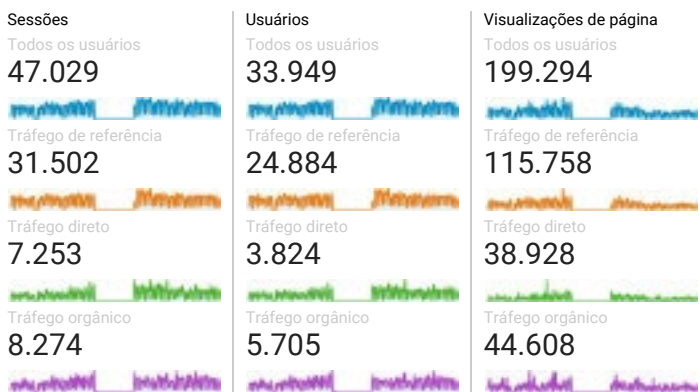 Sessões
Todos os usuários
47.029
Tráfego de referência
31.502
Tráfego direto
7.253
Tráfego orgânico
8.274
Usuários
Todos os usuários
33.949
Tráfego de referência
24.884
Tráfego direto
3.824
Tráfego orgânico
5.705
Visualizações de página
Todos os usuários
199.294
Tráfego de referência
115.758
Tráfego direto
38.928
Tráfego orgânico
44.608